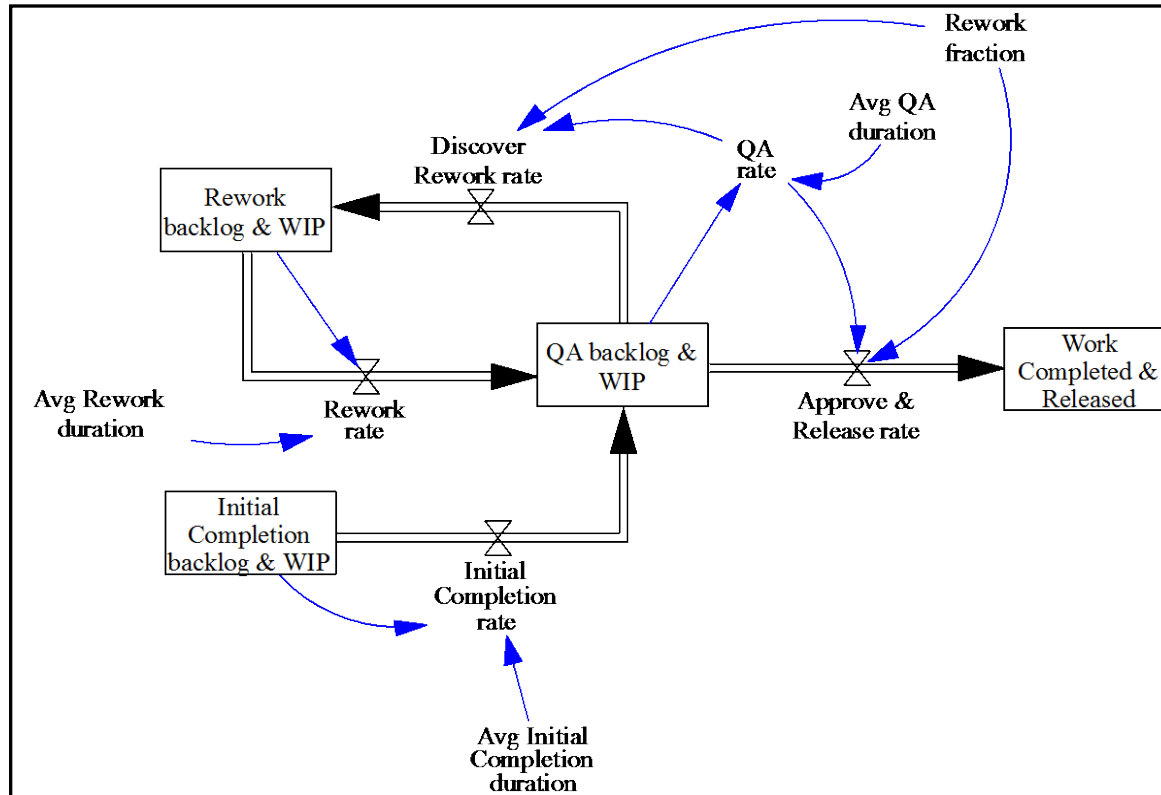 Rework
fraction
Avg QA
duration
Discover
Rework rate
QA
rate
Rework
backlog & WIP
QA backlog &
WIP
Work
Completed &
Released
Approve &
Release rate
Avg Rework
duration
Rework
rate
Initial
Completion
backlog & WIP
Initial
Completion
rate
Avg Initial
Completion
duration